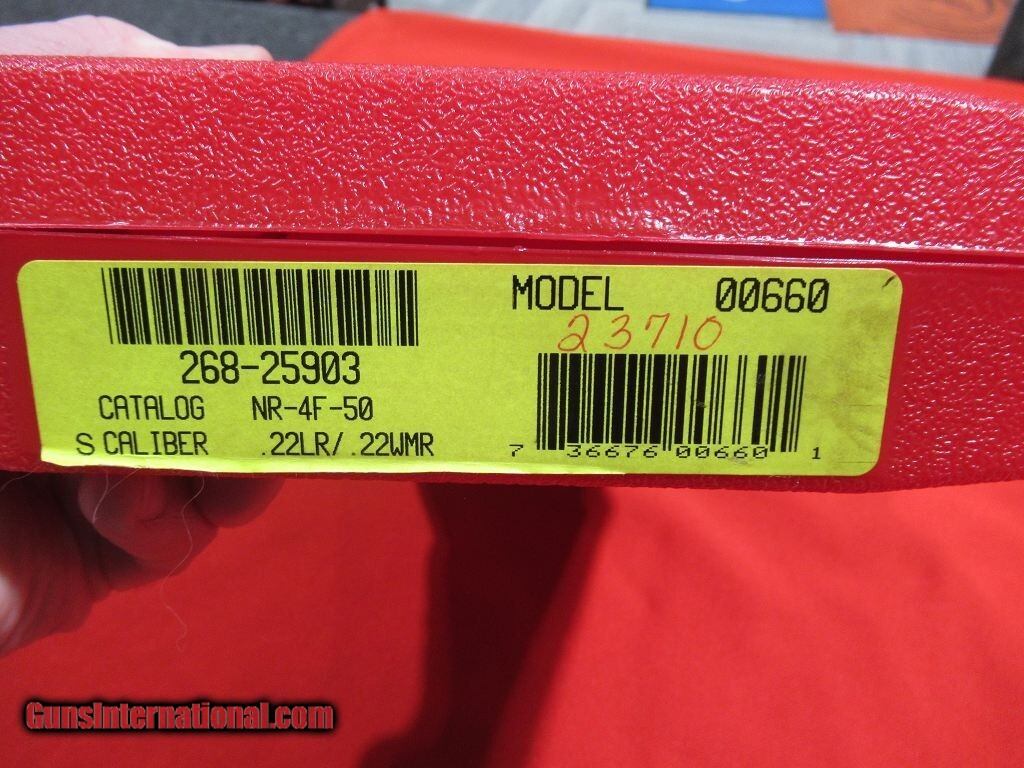 268-25903
CATALOG NR-4F-50
S CALIBER .22LR/.22WMR
MODEL 00660
23710
7 36676 00660 1
GunsInternational.com